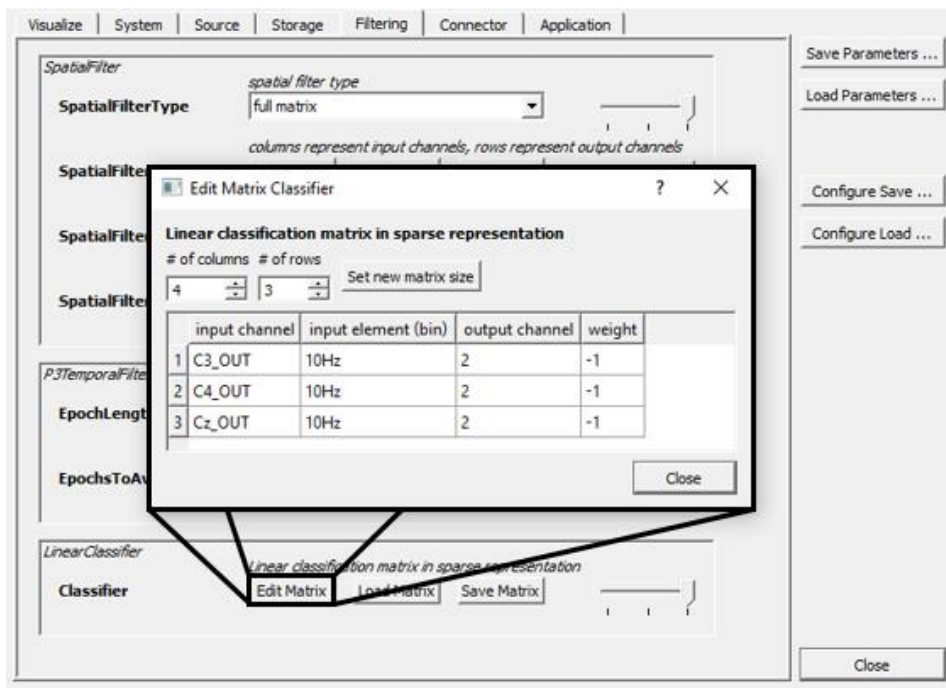 Visualize System Source Storage Filtering Connector Application
SpatialFilter
spatial filter type
SpatialFilterType full matrix
columns represent input channels, rows represent output channels
Save Parameters ...
Load Parameters ...
Configure Save ...
Configure Load ...
Edit Matrix Classifier ? ×
Linear classification matrix in sparse representation
# of columns # of rows
4 3 Set new matrix size
input channel input element (bin) output channel weight
1 C3_OUT 10Hz 2 -1
2 C4_OUT 10Hz 2 -1
3 Cz_OUT 10Hz 2 -1
Close
LinearClassifier
Linear classification matrix in sparse representation
Classifier Edit Matrix Load Matrix Save Matrix
Close